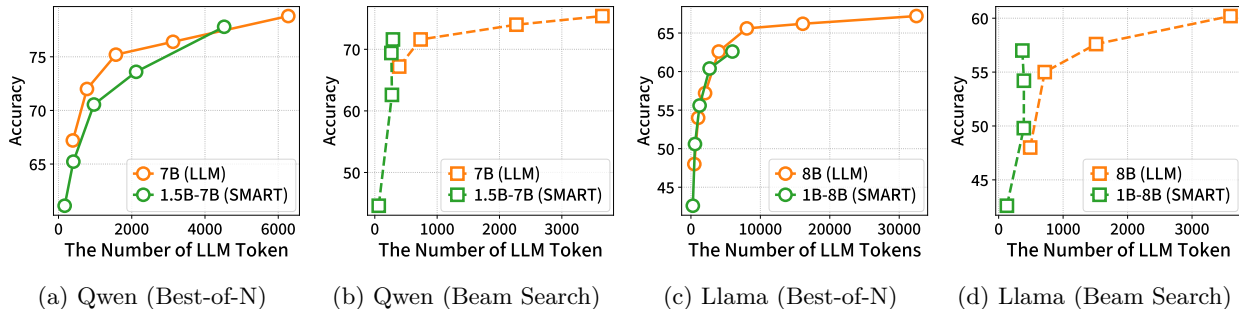 75
70
65
Accuracy
0 2000 4000 6000
The Number of LLM Token
7B (LLM)
1.5B-7B (SMART)
(a) Qwen (Best-of-N)
70
60
50
Accuracy
0 1000 2000 3000
The Number of LLM Token
7B (LLM)
1.5B-7B (SMART)
(b) Qwen (Beam Search)
65
60
55
50
45
Accuracy
0 10000 20000 30000
The Number of LLM Tokens
8B (LLM)
1B-8B (SMART)
(c) Llama (Best-of-N)
60
55
50
45
Accuracy
0 1000 2000 3000
The Number of LLM Token
8B (LLM)
1B-8B (SMART)
(d) Llama (Beam Search)